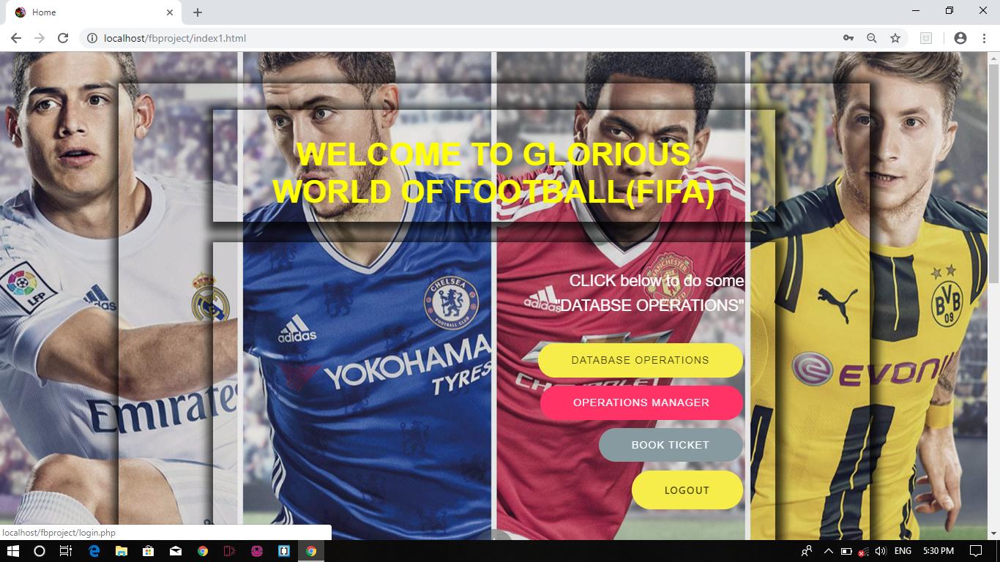 Home
localhost/fbproject/index1.html
WELCOME TO GLORIOUS
WORLD OF FOOTBALL(FIFA)
CLICK below to do some
"DATABSE OPERATIONS"
LFP
adidas
Emirates
CHELSEA
FOOTBALL CLUB
adidas
YOKOHAMA
TYRES
MANCHESTER
UNITED
adidas
CHEVROLET
BVB
09
EVONI
DATABASE OPERATIONS
OPERATIONS MANAGER
BOOK TICKET
LOGOUT
localhost/fbproject/login.php
ENG
5:30 PM